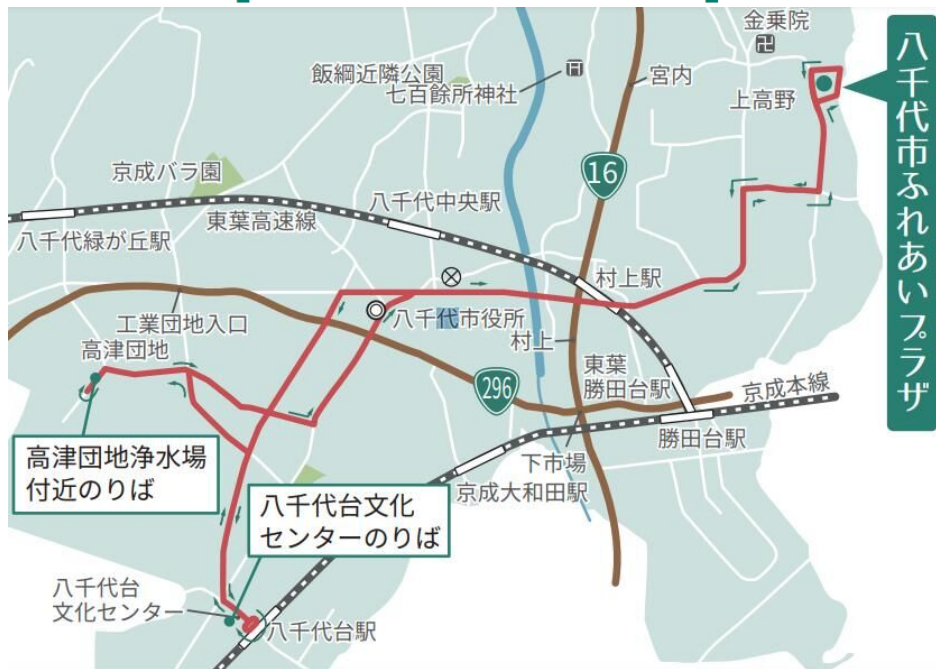 金乗院
飯綱近隣公園
七百餘所神社
宮内
上高野
八千代市ふれあいプラザ
16
京成バラ園
八千代中央駅
東葉高速線
八千代緑が丘駅
村上駅
工業団地入口
八千代市役所
高津団地
村上
東葉
勝田台駅
296
京成本線
高津団地浄水場
付近のりば
勝田台駅
下市場
京成大和田駅
八千代台文化
センターのりば
八千代台
文化センター
八千代台駅